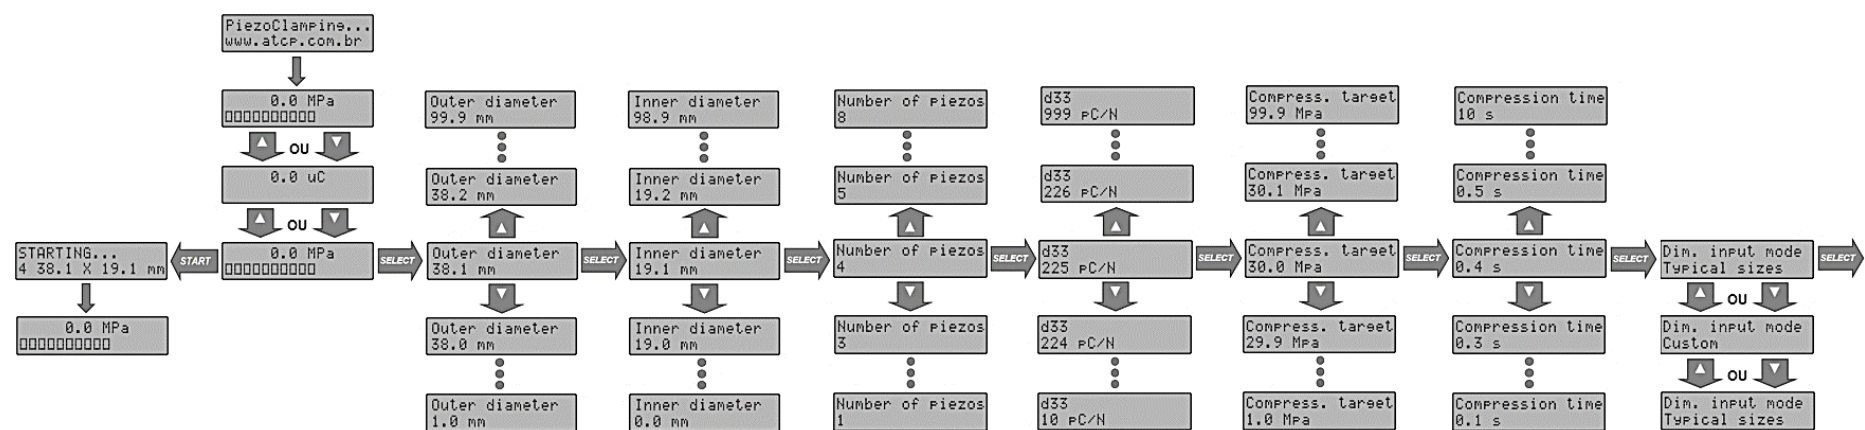 PiezoClamping...
www.atcp.com.br
0.0 MPa
OU
0.0 uC
OU
0.0 MPa
START
STARTING...
4 38.1 X 19.1 mm
0.0 MPa
SELECT
Outer diameter
99.9 mm
Outer diameter
38.2 mm
Outer diameter
38.1 mm
Outer diameter
38.0 mm
Outer diameter
1.0 mm
SELECT
Inner diameter
98.9 mm
Inner diameter
19.2 mm
Inner diameter
19.1 mm
Inner diameter
19.0 mm
Inner diameter
0.0 mm
SELECT
Number of piezos
8
Number of piezos
5
Number of piezos
4
Number of piezos
3
Number of piezos
1
SELECT
d33
999 pC/N
d33
226 pC/N
d33
225 pC/N
d33
224 pC/N
d33
10 pC/N
SELECT
Compress. target
99.9 Mpa
Compress. target
30.1 Mpa
Compress. target
30.0 Mpa
Compress. target
29.9 Mpa
Compress. target
1.0 Mpa
SELECT
Compression time
10 s
Compression time
0.5 s
Compression time
0.4 s
Compression time
0.3 s
Compression time
0.1 s
SELECT
Dim. input mode
Typical sizes
OU
Dim. input mode
Custom
OU
Dim. input mode
Typical sizes
SELECT